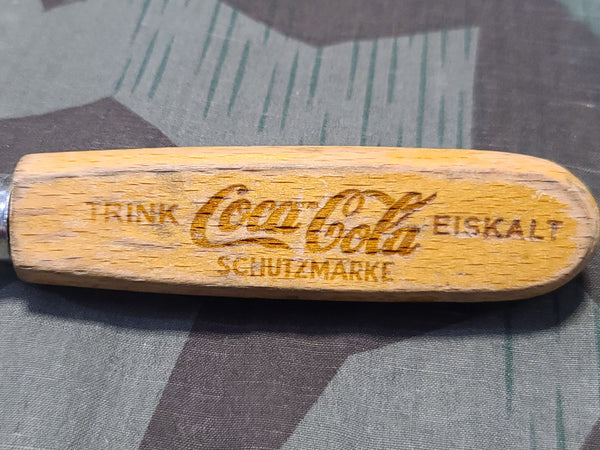 TRINK Coca-Cola EISKALT
SCHUTZMARKE